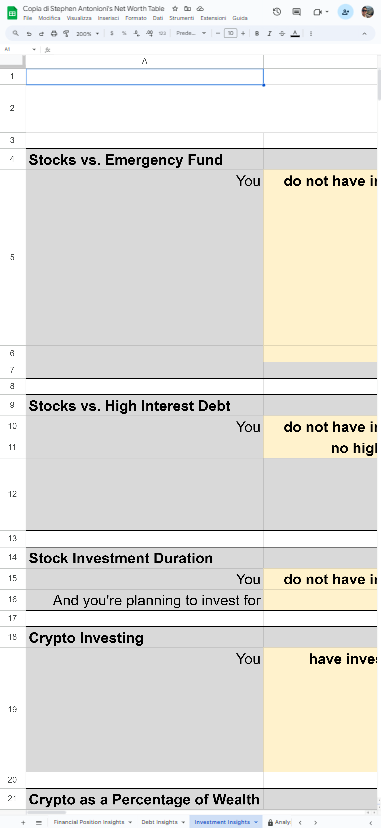 Copia di Stephen Antonioni's Net Worth Table
File Modifica Visualizza Inserisci Formato Dati Strumenti Estensioni Guida
200% $ % .0 .00 123 Prede... − 10 + B I A
A1 fx
A
1
2
3
4 Stocks vs. Emergency Fund
You do not have in
5
6
7
8
9 Stocks vs. High Interest Debt
10 You do not have in
11 no high
12
13
14 Stock Investment Duration
15 You do not have in
16 And you're planning to invest for
17
18 Crypto Investing
You have inves
19
20
21 Crypto as a Percentage of Wealth
Financial Position Insights Debt Insights Investment Insights Analy